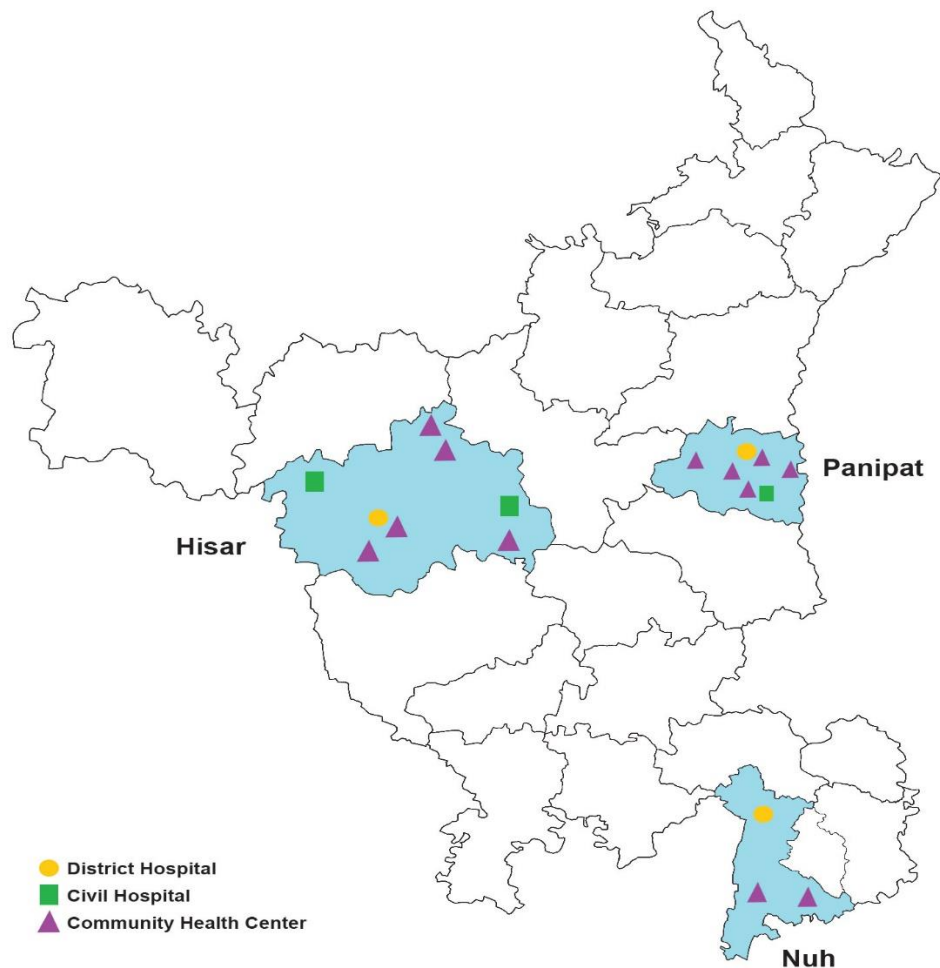 Panipat
Hisar
District Hospital
Civil Hospital
Community Health Center
Nuh